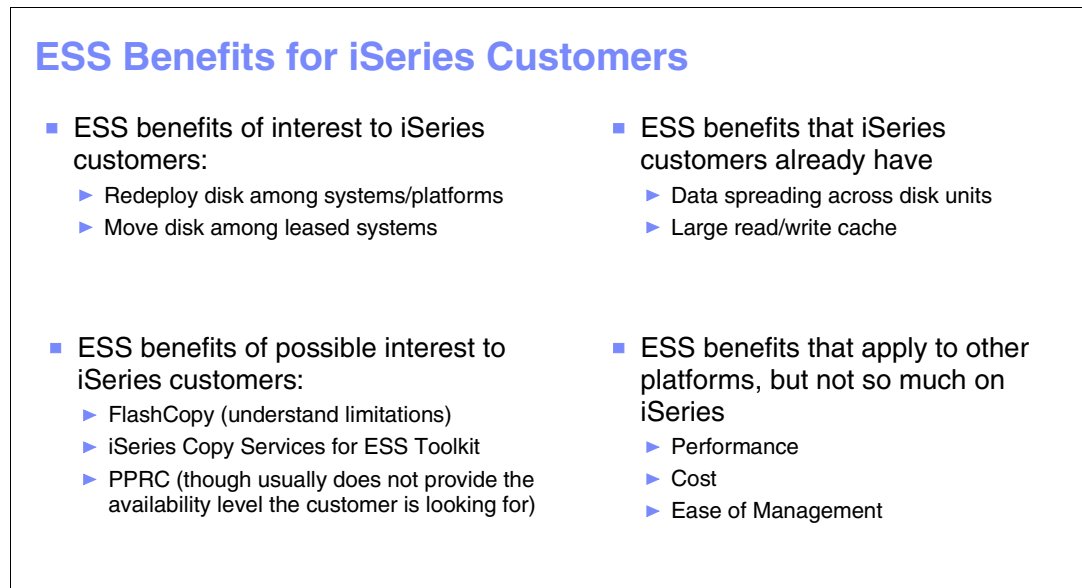 ESS Benefits for iSeries Customers
ESS benefits of interest to iSeries
customers:
Redeploy disk among systems/platforms
Move disk among leased systems
ESS benefits that iSeries
customers already have
Data spreading across disk units
Large read/write cache
ESS benefits of possible interest to
iSeries customers:
FlashCopy (understand limitations)
iSeries Copy Services for ESS Toolkit
PPRC (though usually does not provide the
availability level the customer is looking for)
ESS benefits that apply to other
platforms, but not so much on
iSeries
Performance
Cost
Ease of Management